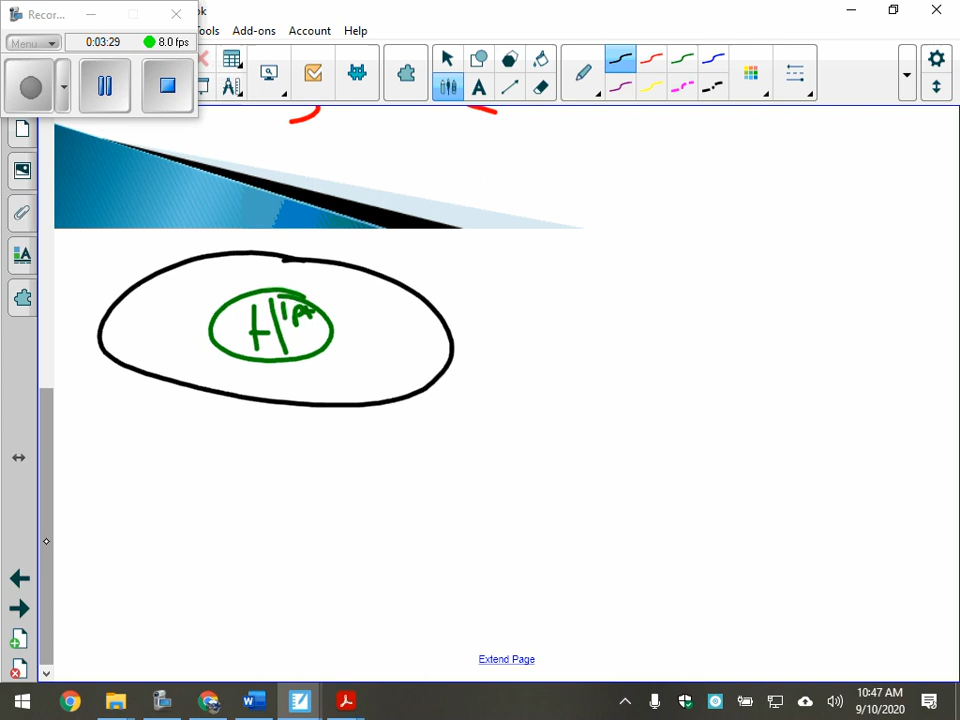 Recor...
ok
Menu
0:03:29
8.0 fps
Tools
Add-ons
Account
Help
Extend Page
10:47 AM
9/10/2020